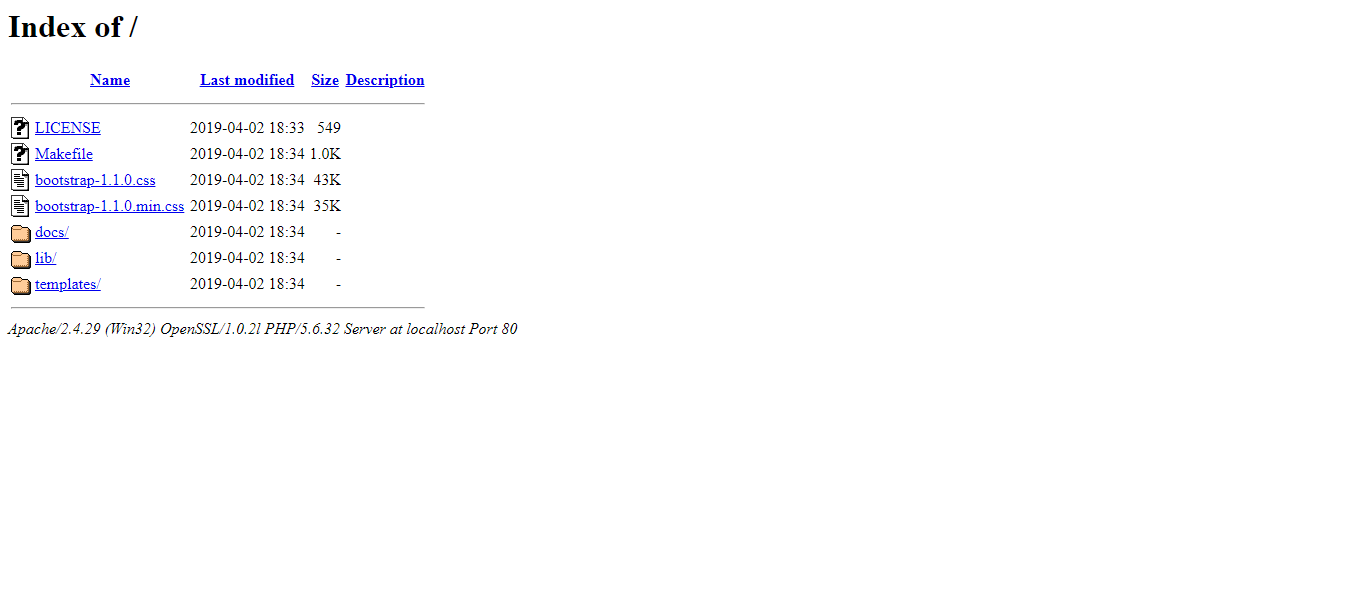 Index of /
Name Last modified Size Description
LICENSE 2019-04-02 18:33 549
Makefile 2019-04-02 18:34 1.0K
bootstrap-1.1.0.css 2019-04-02 18:34 43K
bootstrap-1.1.0.min.css 2019-04-02 18:34 35K
docs/ 2019-04-02 18:34 -
lib/ 2019-04-02 18:34 -
templates/ 2019-04-02 18:34 -
Apache/2.4.29 (Win32) OpenSSL/1.0.2l PHP/5.6.32 Server at localhost Port 80